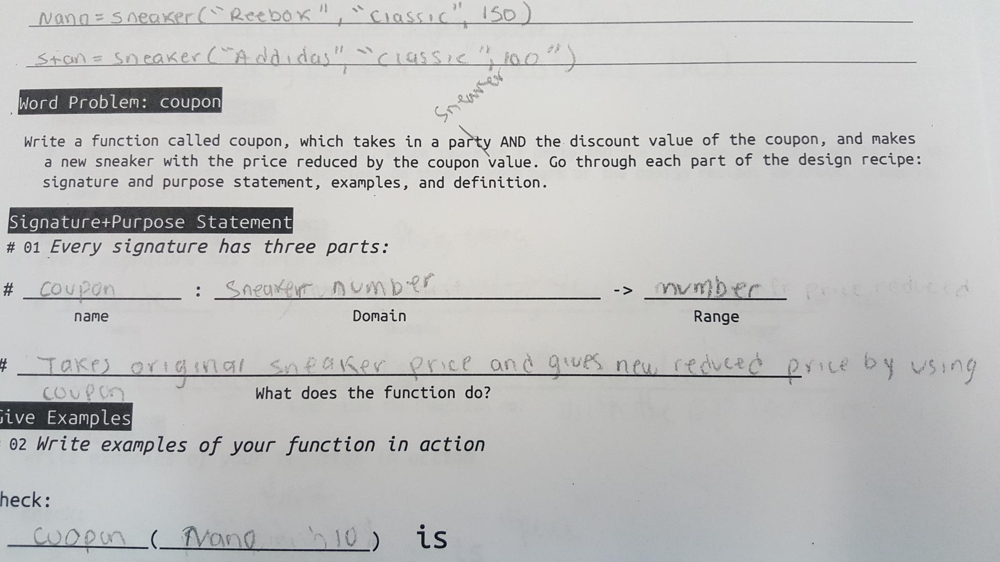 Nano = sneaker("Reebok", "classic", 150)
Stan = sneaker("Addidas", "classic", 100")
sneaker
Word Problem: coupon
Write a function called coupon, which takes in a party AND the discount value of the coupon, and makes
a new sneaker with the price reduced by the coupon value. Go through each part of the design recipe:
signature and purpose statement, examples, and definition.
Signature+Purpose Statement
# 01 Every signature has three parts:
# coupon : Sneaker number -> number price reduced
name Domain Range
# Takes original sneaker price and gives new reduced price by using
coupon What does the function do?
Give Examples
02 Write examples of your function in action
heck:
coopon ( Nano 10 ) is